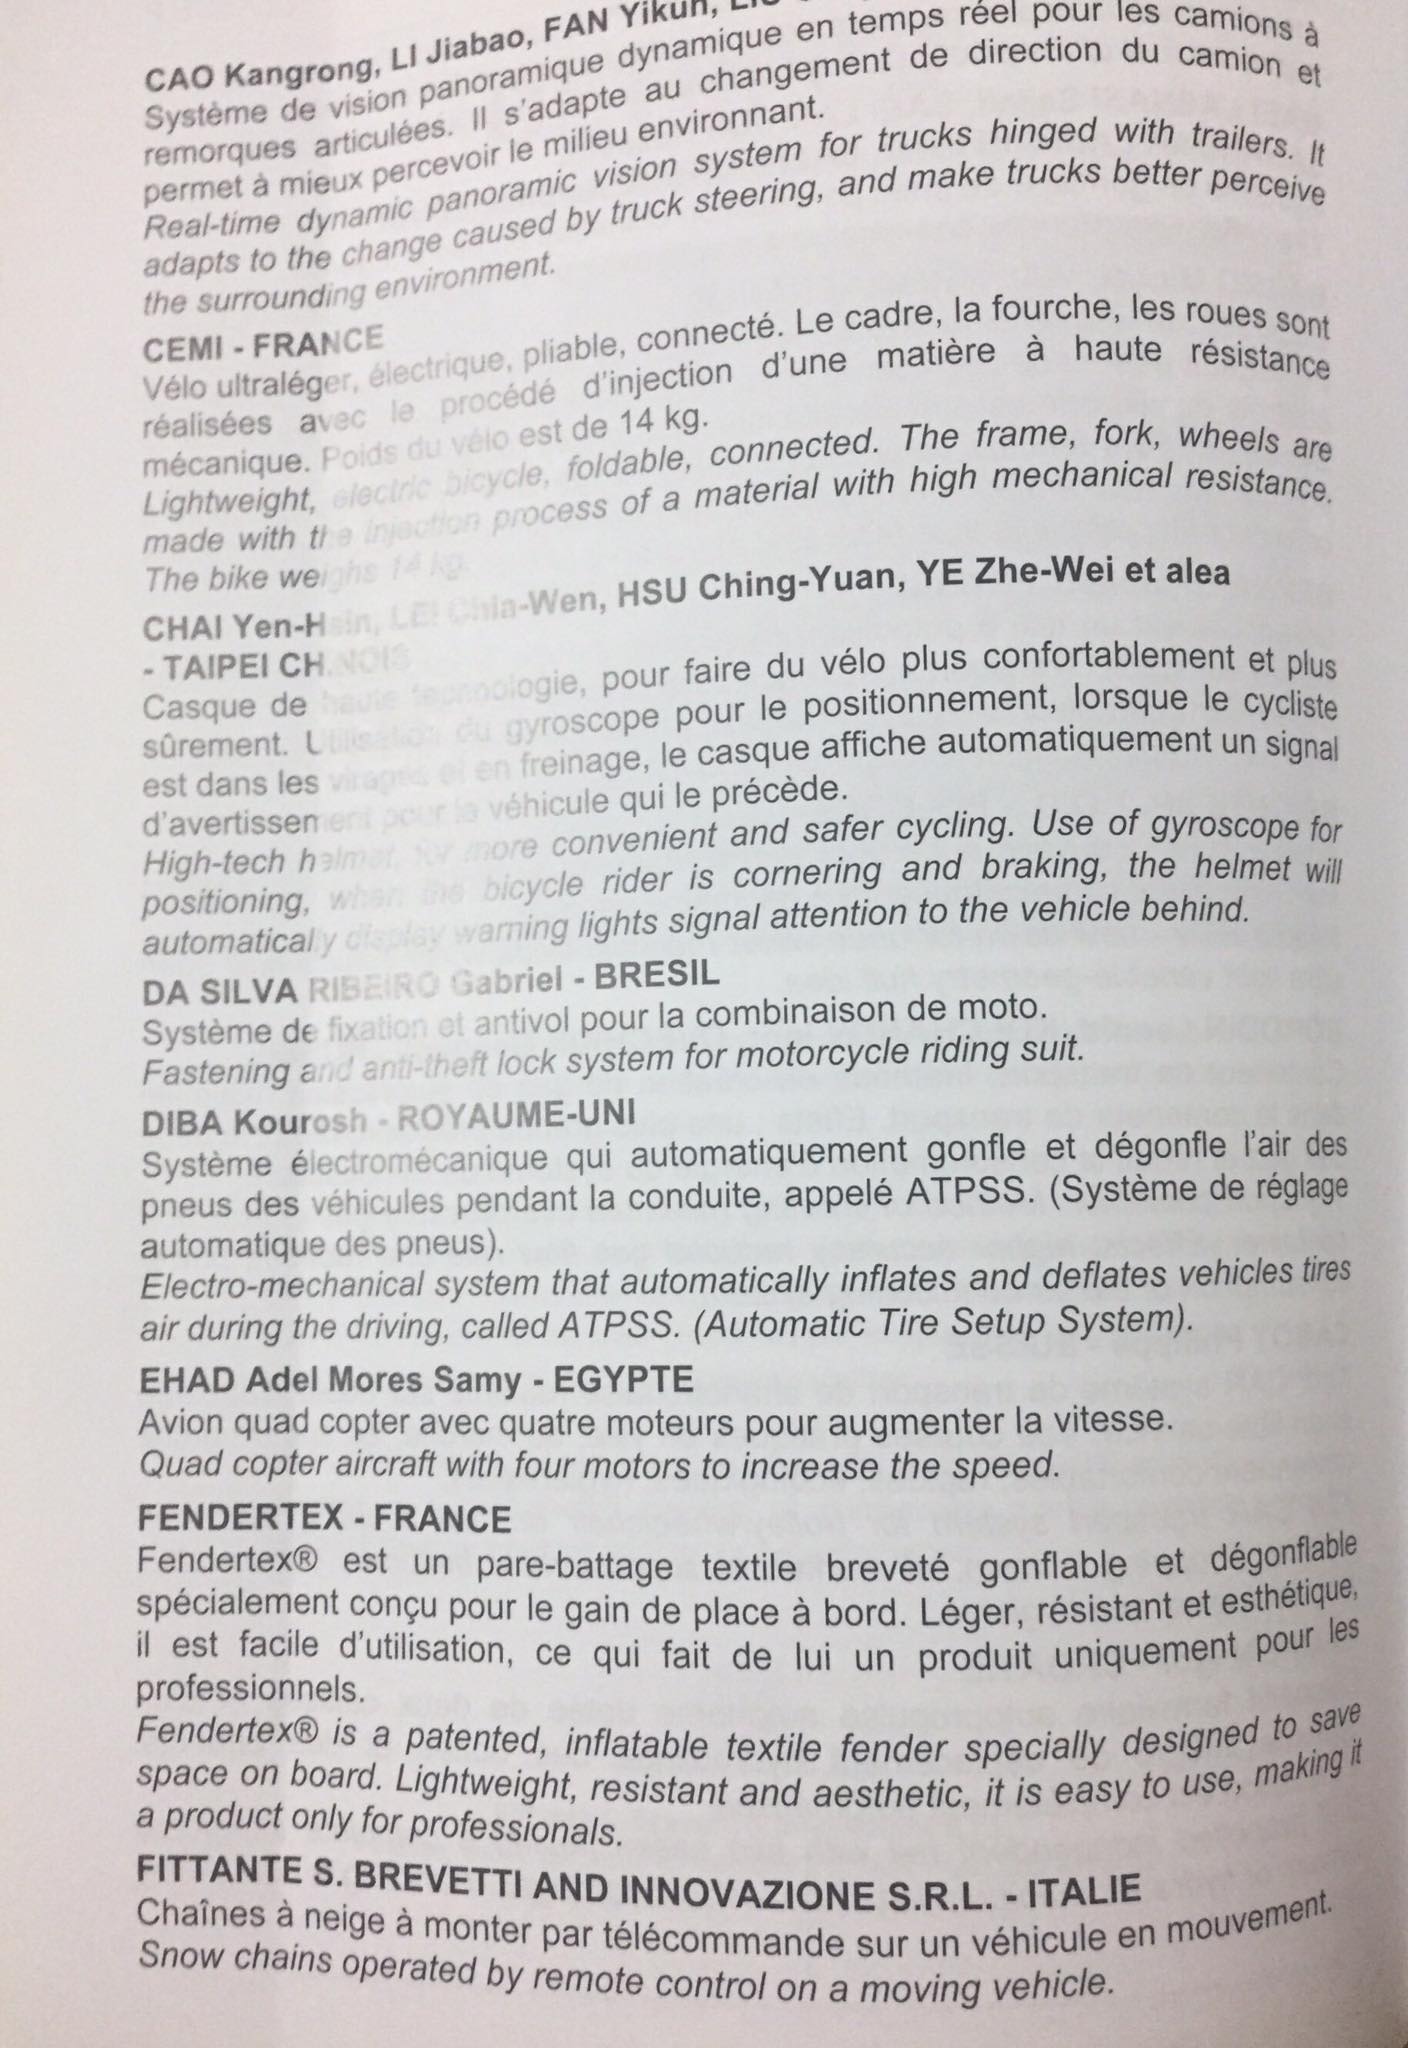 CAO Kangrong, LI Jiabao, FAN Yikun,
Système de vision panoramique dynamique en temps réel pour les camions à
remorques articulées. Il s'adapte au changement de direction du camion et
permet à mieux percevoir le milieu environnant.
Real-time dynamic panoramic vision system for trucks hinged with trailers. It
adapts to the change caused by truck steering, and make trucks better perceive
the surrounding environment.
CEMI - FRANCE
Vélo ultraléger, électrique, pliable, connecté. Le cadre, la fourche, les roues sont
réalisées avec le procédé d'injection d'une matière à haute résistance
mécanique. Poids du vélo est de 14 kg.
Lightweight, electric bicycle, foldable, connected. The frame, fork, wheels are
made with the injection process of a material with high mechanical resistance.
The bike weighs 14 kg.
CHAI Yen-Hsin, LEI Chia-Wen, HSU Ching-Yuan, YE Zhe-Wei et alea
- TAIPEI CHINOIS
Casque de haute technologie, pour faire du vélo plus confortablement et plus
sûrement. Utilisation du gyroscope pour le positionnement, lorsque le cycliste
est dans les virages et en freinage, le casque affiche automatiquement un signal
d'avertissement pour le véhicule qui le précède.
High-tech helmet, for more convenient and safer cycling. Use of gyroscope for
positioning, when the bicycle rider is cornering and braking, the helmet will
automatically display warning lights signal attention to the vehicle behind.
DA SILVA RIBEIRO Gabriel - BRESIL
Système de fixation et antivol pour la combinaison de moto.
Fastening and anti-theft lock system for motorcycle riding suit.
DIBA Kourosh - ROYAUME-UNI
Système électromécanique qui automatiquement gonfle et dégonfle l'air des
pneus des véhicules pendant la conduite, appelé ATPSS. (Système de réglage
automatique des pneus).
Electro-mechanical system that automatically inflates and deflates vehicles tires
air during the driving, called ATPSS. (Automatic Tire Setup System).
EHAD Adel Mores Samy - EGYPTE
Avion quad copter avec quatre moteurs pour augmenter la vitesse.
Quad copter aircraft with four motors to increase the speed.
FENDERTEX - FRANCE
Fendertex® est un pare-battage textile breveté gonflable et dégonflable
spécialement conçu pour le gain de place à bord. Léger, résistant et esthétique,
il est facile d'utilisation, ce qui fait de lui un produit uniquement pour les
professionnels.
Fendertex® is a patented, inflatable textile fender specially designed to save
space on board. Lightweight, resistant and aesthetic, it is easy to use, making it
a product only for professionals.
FITTANTE S. BREVETTI AND INNOVAZIONE S.R.L. - ITALIE
Chaînes à neige à monter par télécommande sur un véhicule en mouvement.
Snow chains operated by remote control on a moving vehicle.